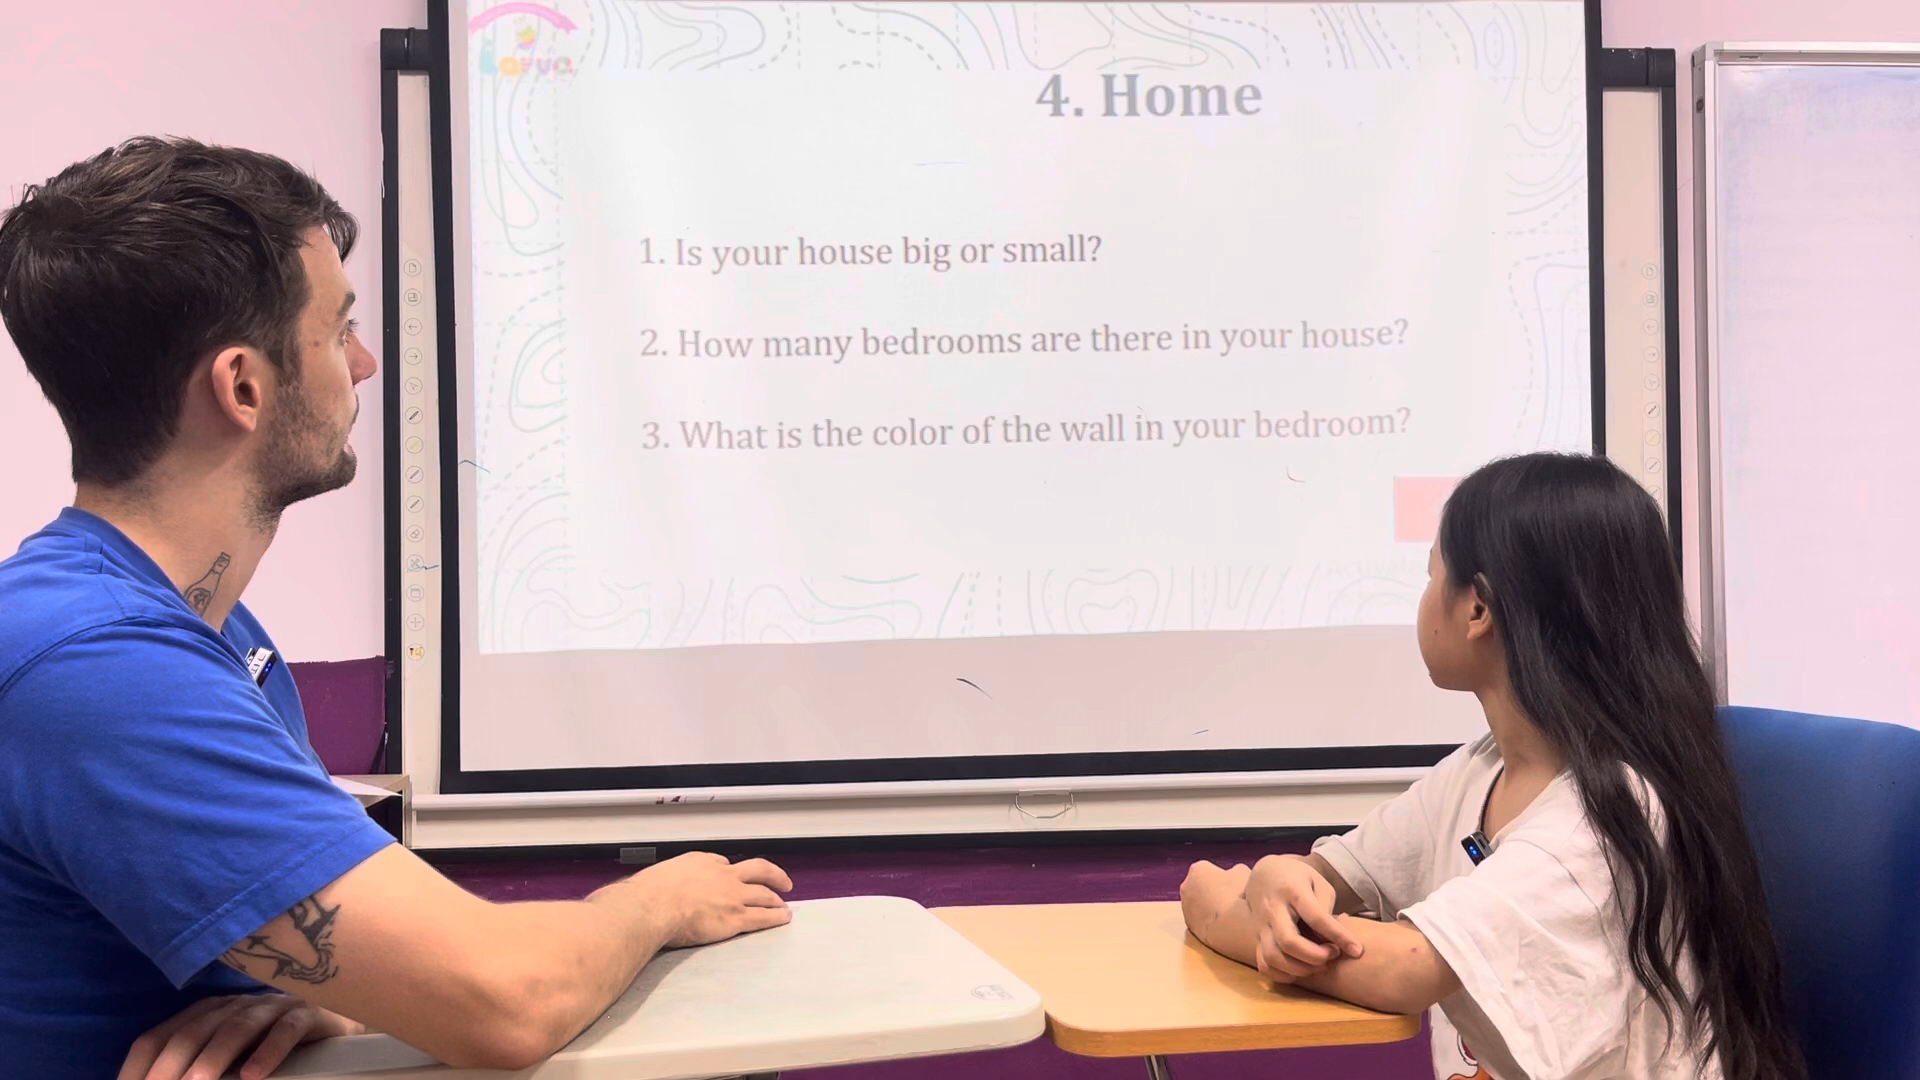 Larva
4. Home
1. Is your house big or small?
2. How many bedrooms are there in your house?
3. What is the color of the wall in your bedroom?